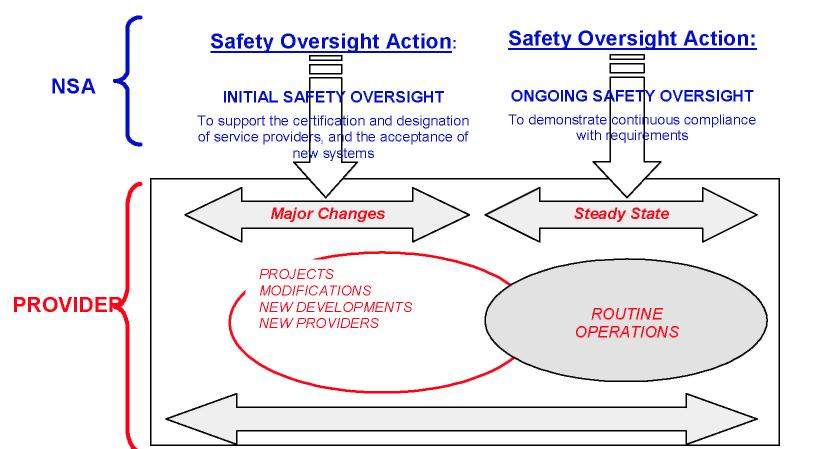 Safety Oversight Action:
Safety Oversight Action:
NSA
INITIAL SAFETY OVERSIGHT
To support the certification and designation
of service providers, and the acceptance of
new systems
ONGOING SAFETY OVERSIGHT
To demonstrate continuous compliance
with requirements
PROVIDER
Major Changes
Steady State
PROJECTS
MODIFICATIONS
NEW DEVELOPMENTS
NEW PROVIDERS
ROUTINE
OPERATIONS